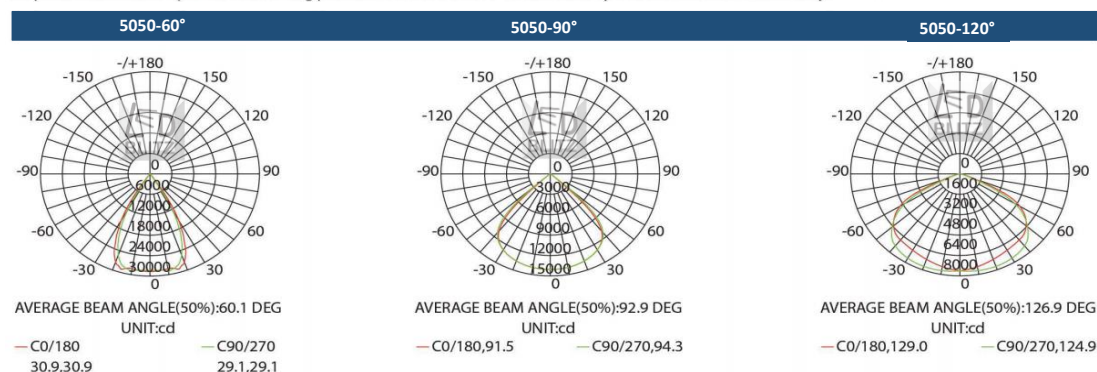 5050-60° 5050-90° 5050-120°
-/+180 -/+180 -/+180
-150 150 -150 150 -150 150
-120 120 -120 120 -120 120
-90 0 90 -90 0 90 -90 0 90
6000 3000 1600
12000 6000 3200
-60 18000 60 -60 9000 60 -60 4800 60
24000 12000 6400
-30 30000 30 -30 15000 30 -30 8000 30
0 0 0
AVERAGE BEAM ANGLE(50%):60.1 DEG AVERAGE BEAM ANGLE(50%):92.9 DEG AVERAGE BEAM ANGLE(50%):126.9 DEG
UNIT:cd UNIT:cd UNIT:cd
C0/180 C90/270 C0/180,91.5 C90/270,94.3 C0/180,129.0 C90/270,124.9
30.9.30.9 29.1.29.1